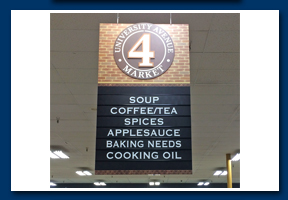 UNIVERSITY AVENUE
4
MARKET
SOUP
COFFEE/TEA
SPICES
APPLESAUCE
BAKING NEEDS
COOKING OIL